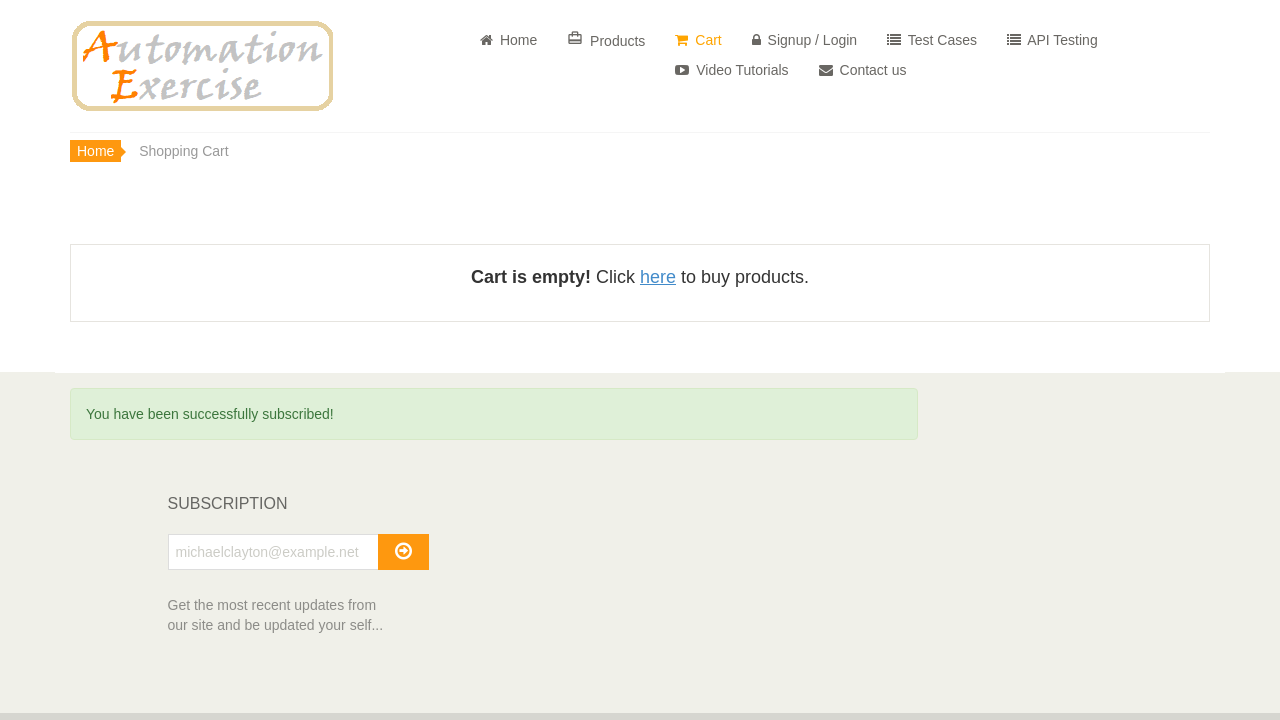 Automation
Exercise
Home
Products
Cart
Signup / Login
Test Cases
API Testing
Video Tutorials
Contact us
Home
Shopping Cart
Cart is empty! Click here to buy products.
You have been successfully subscribed!
SUBSCRIPTION
michaelclayton@example.net
Get the most recent updates from
our site and be updated your self...